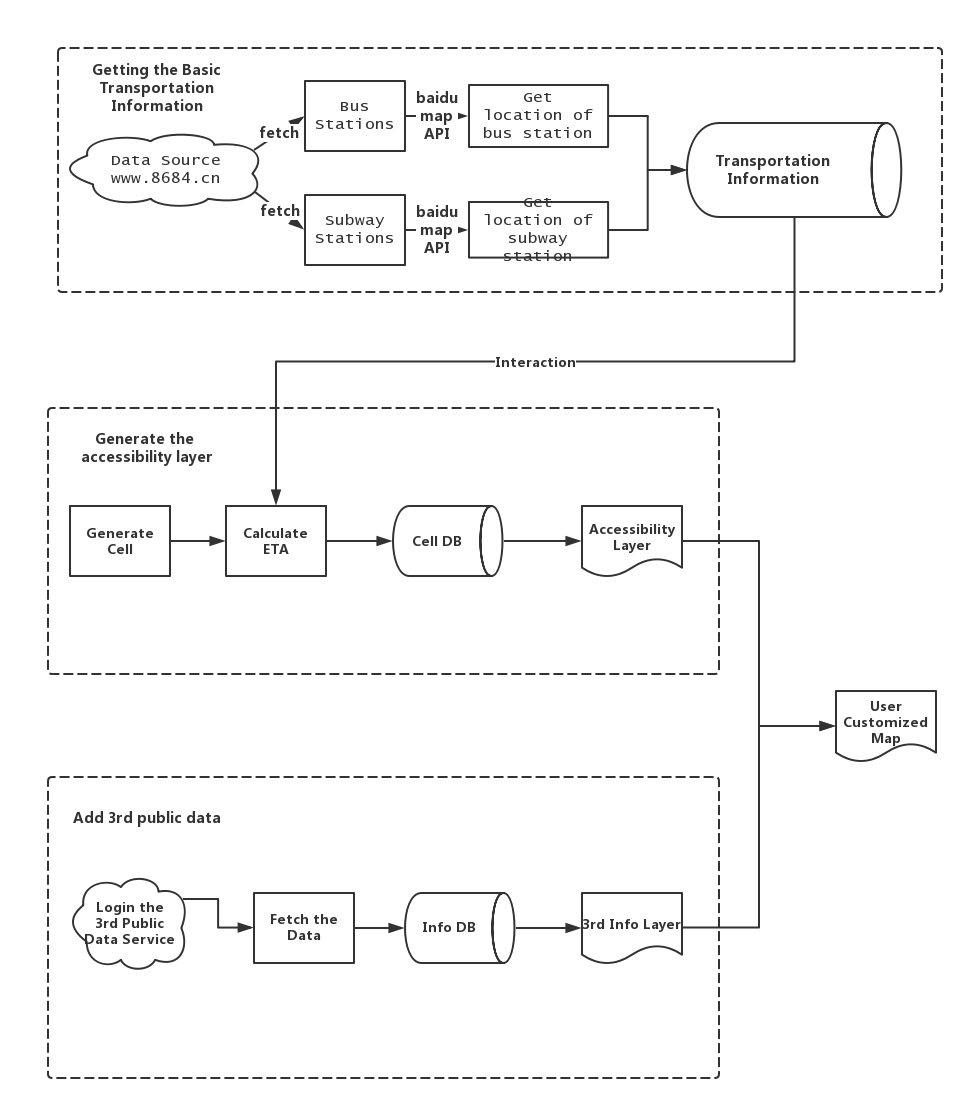 Getting the Basic
Transportation
Information
Data Source
www.8684.cn
fetch
fetch
Bus
Stations
Subway
Stations
baidu
map
API
baidu
map
API
Get
location of
bus station
Get
location of
subway
station
Transportation
Information
Interaction
Generate the
accessibility layer
Generate
Cell
Calculate
ETA
Cell DB
Accessibility
Layer
User
Customized
Map
Add 3rd public data
Login the
3rd Public
Data Service
Fetch the
Data
Info DB
3rd Info Layer